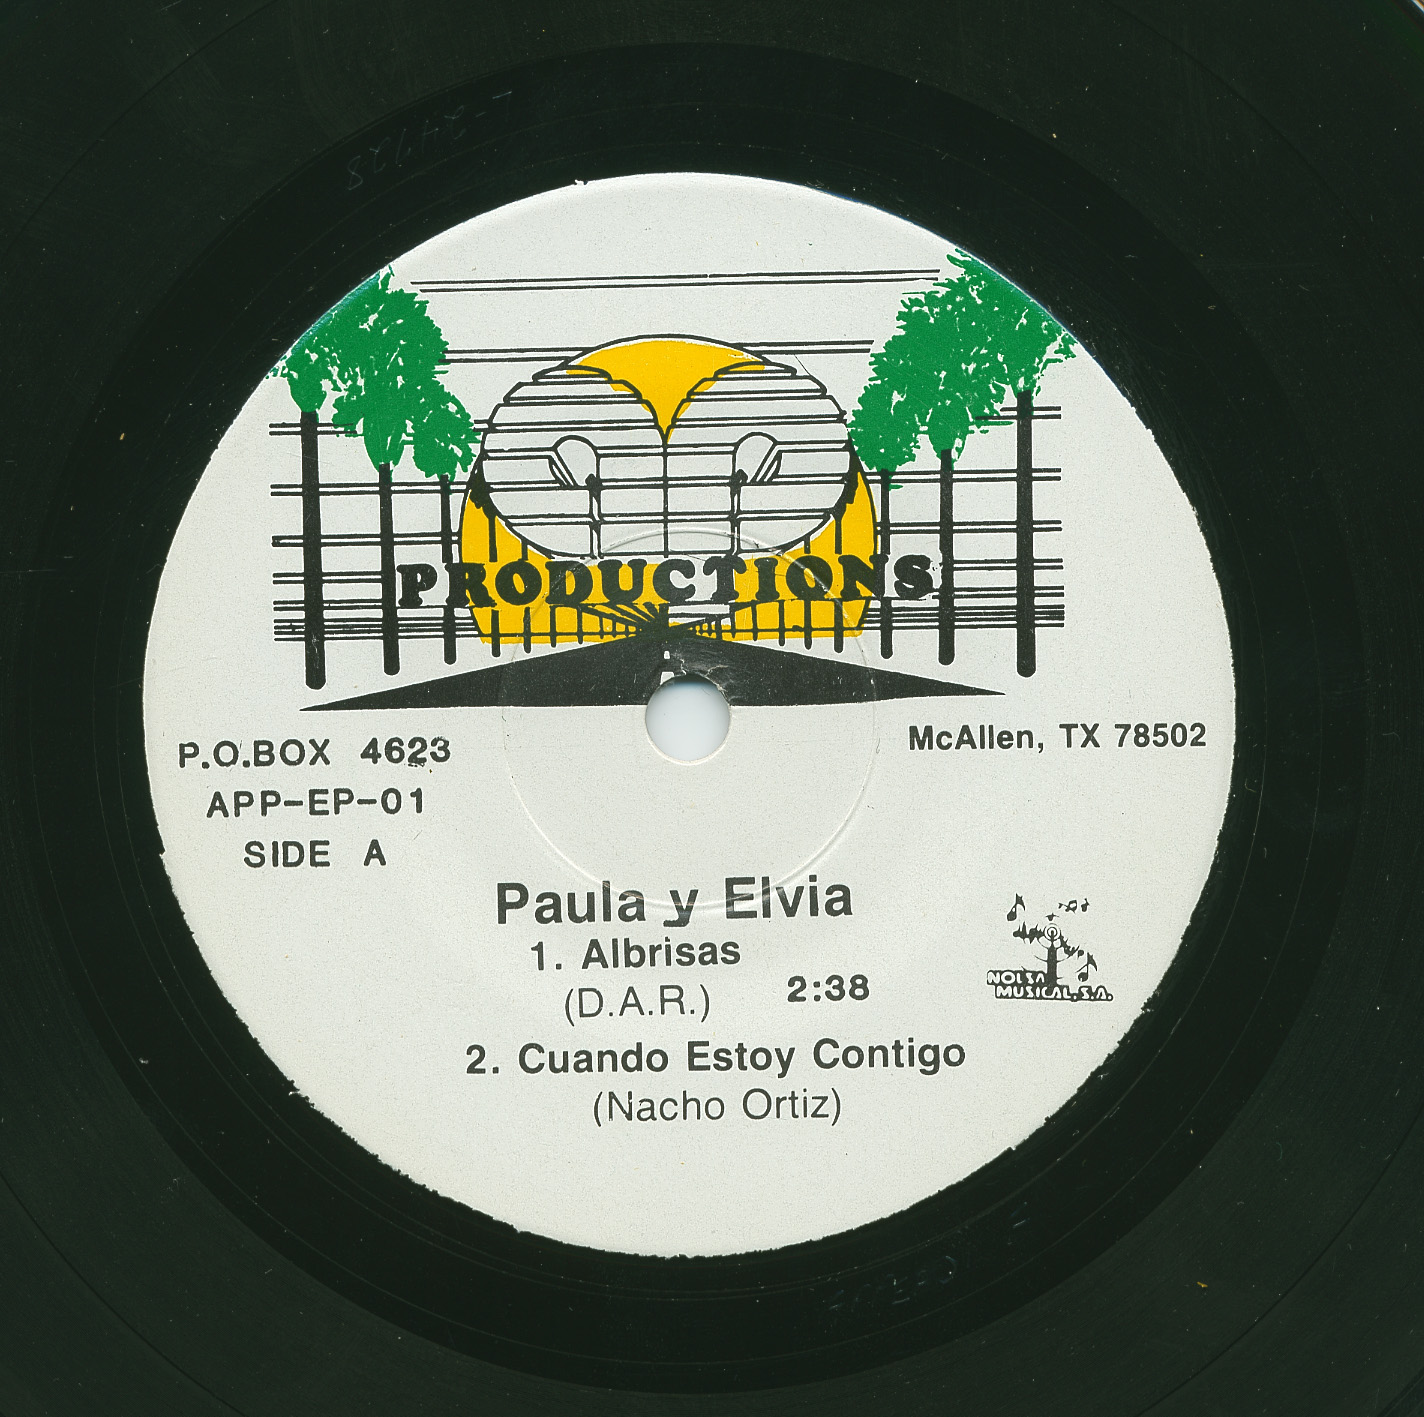 PRODUCTIONS
P.O.BOX 4623
McAllen, TX 78502
APP-EP-01
SIDE A
Paula y Elvia
1. Albrisas
(D.A.R.) 2:38
2. Cuando Estoy Contigo
(Nacho Ortiz)
MUSICAL, S.A.